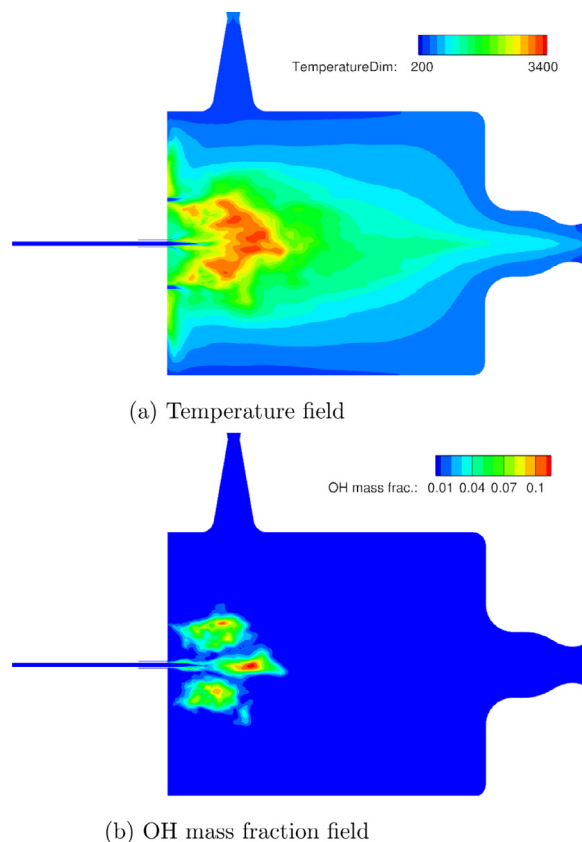 TemperatureDim:
200 3400
(a) Temperature field
OH mass frac.:
0.01 0.04 0.07 0.1
(b) OH mass fraction field